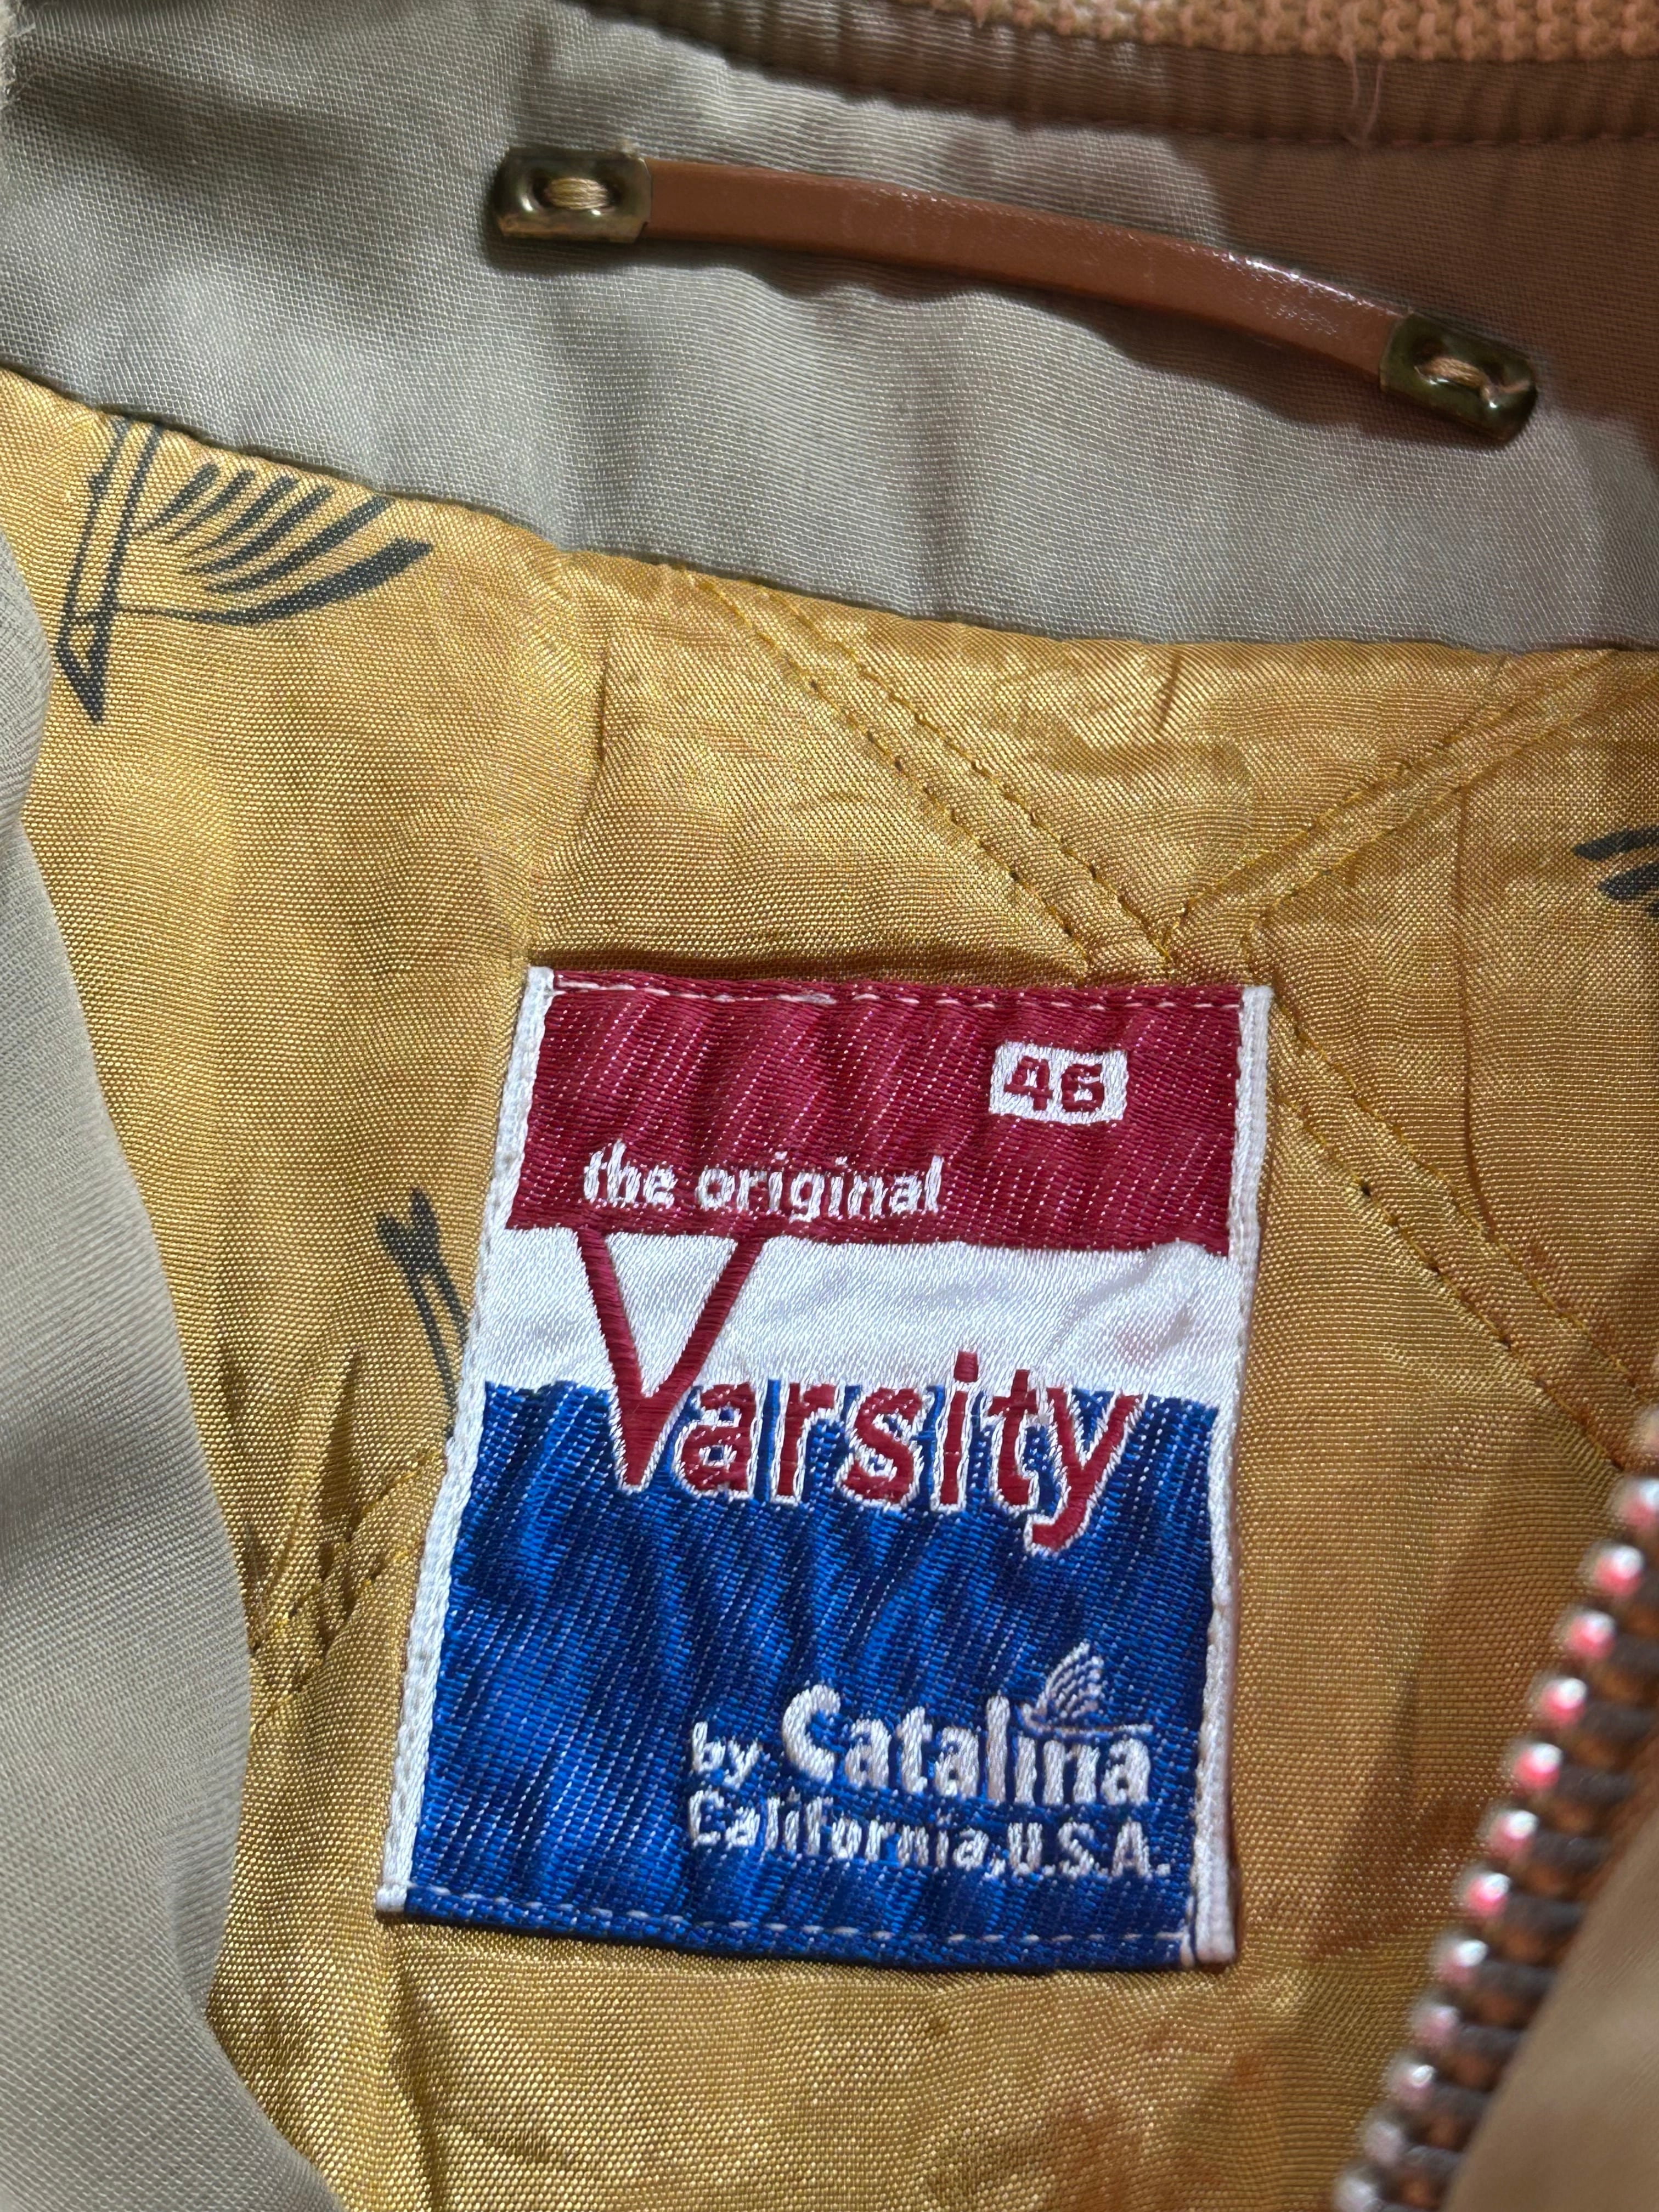 46
the original
Varsity
by Catalina
California, U.S.A.